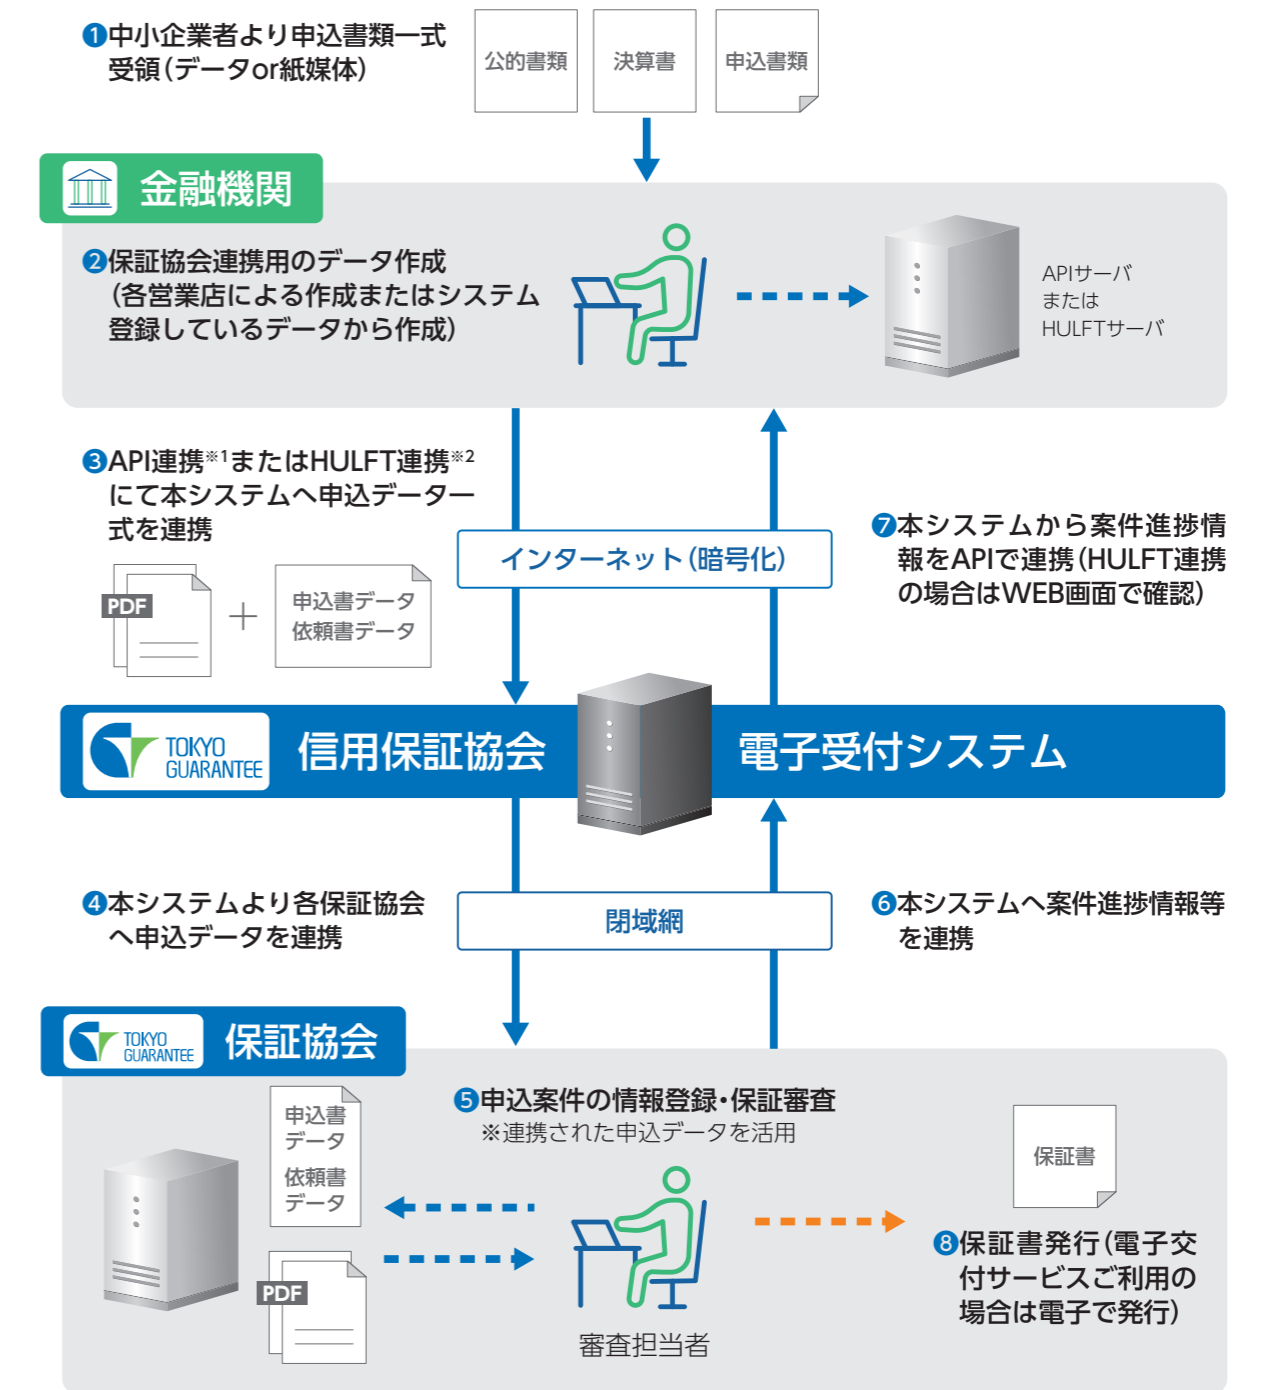 ❶中小企業者より申込書類一式
受領（データor紙媒体）
公的書類
決算書
申込書類
金融機関
❷保証協会連携用のデータ作成
（各営業店による作成またはシステム
登録しているデータから作成）
APIサーバ
または
HULFTサーバ
❸API連携※1またはHULFT連携※2
にて本システムへ申込データ一
式を連携
PDF
＋
申込書データ
依頼書データ
インターネット（暗号化）
❼本システムから案件進捗情
報をAPIで連携（HULFT連携
の場合はWEB画面で確認）
TOKYO
GUARANTEE
信用保証協会
電子受付システム
❹本システムより各保証協会
へ申込データを連携
閉域網
❻本システムへ案件進捗情報等
を連携
TOKYO
GUARANTEE
保証協会
❺申込案件の情報登録・保証審査
※連携された申込データを活用
申込書
データ
依頼書
データ
PDF
審査担当者
保証書
❽保証書発行（電子交
付サービスご利用の
場合は電子で発行）